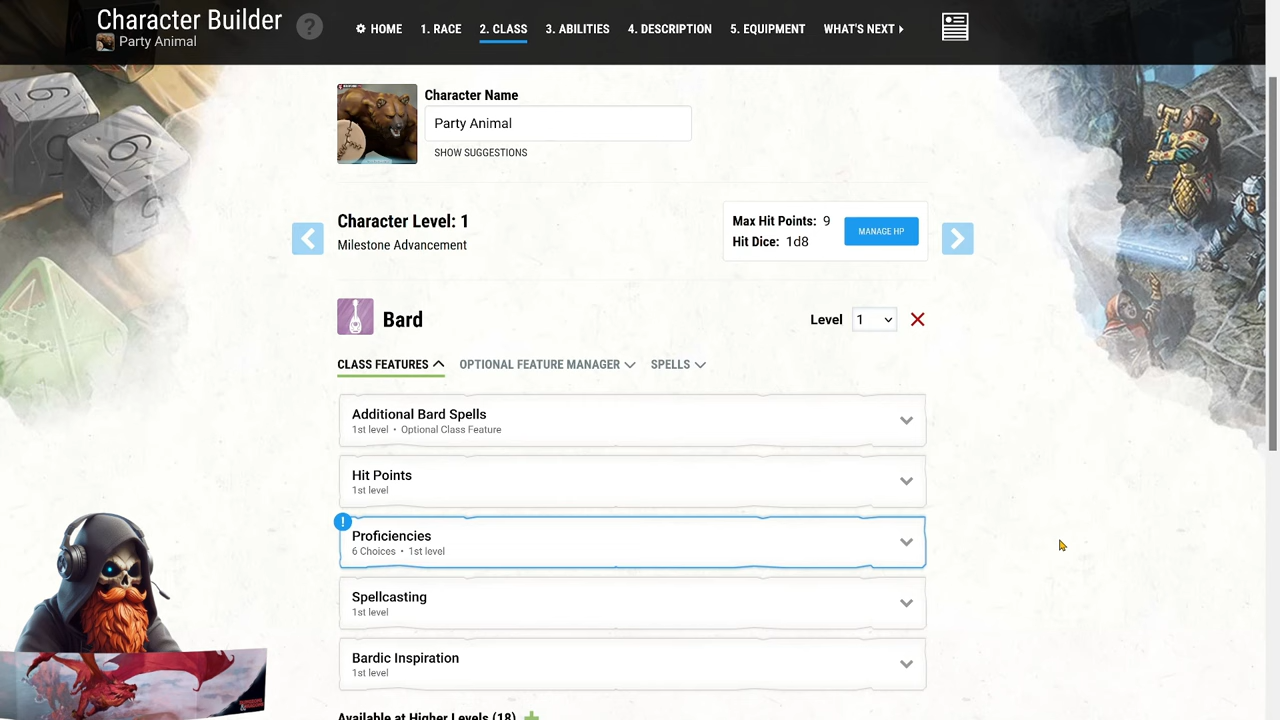 Character Builder
?
Party Animal
HOME
1. RACE
2. CLASS
3. ABILITIES
4. DESCRIPTION
5. EQUIPMENT
WHAT'S NEXT
Character Name
Party Animal
SHOW SUGGESTIONS
Character Level: 1
Milestone Advancement
Max Hit Points: 9
Hit Dice: 1d8
MANAGE HP
Bard
Level 1
CLASS FEATURES
OPTIONAL FEATURE MANAGER
SPELLS
Additional Bard Spells
1st level • Optional Class Feature
Hit Points
1st level
!
Proficiencies
6 Choices • 1st level
Spellcasting
1st level
Bardic Inspiration
1st level
Available at Higher Levels (18)